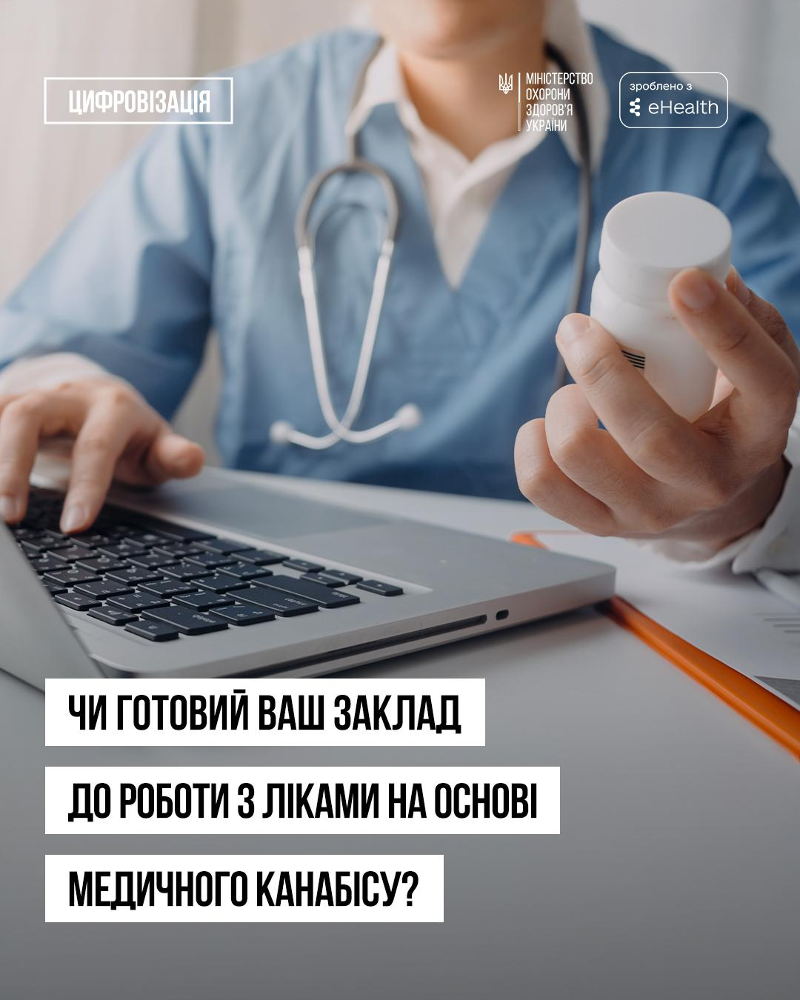 ЦИФРОВІЗАЦІЯ
МІНІСТЕРСТВО
ОХОРОНИ
ЗДОРОВ'Я
УКРАЇНИ
зроблено з
eHealth
ЧИ ГОТОВИЙ ВАШ ЗАКЛАД
ДО РОБОТИ З ЛІКАМИ НА ОСНОВІ
МЕДИЧНОГО КАНАБІСУ?